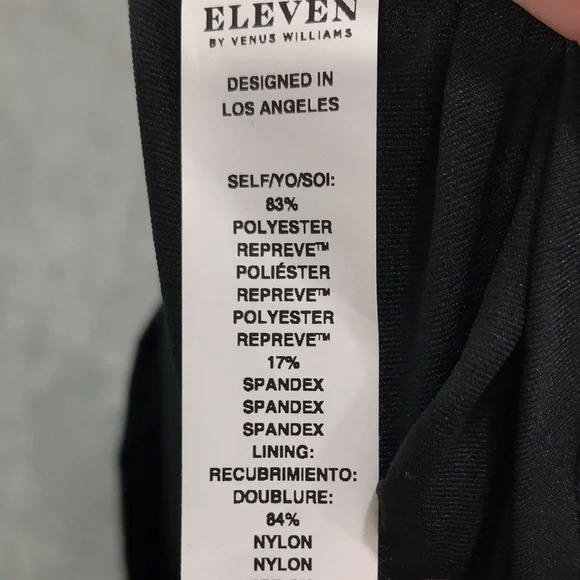 ELEVEN
BY VENUS WILLIAMS
DESIGNED IN
LOS ANGELES
SELF/YO/SOI:
83%
POLYESTER
REPREVE™
POLIÉSTER
REPREVE™
POLYESTER
REPREVE™
17%
SPANDEX
SPANDEX
SPANDEX
LINING:
RECUBRIMIENTO:
DOUBLURE:
84%
NYLON
NYLON